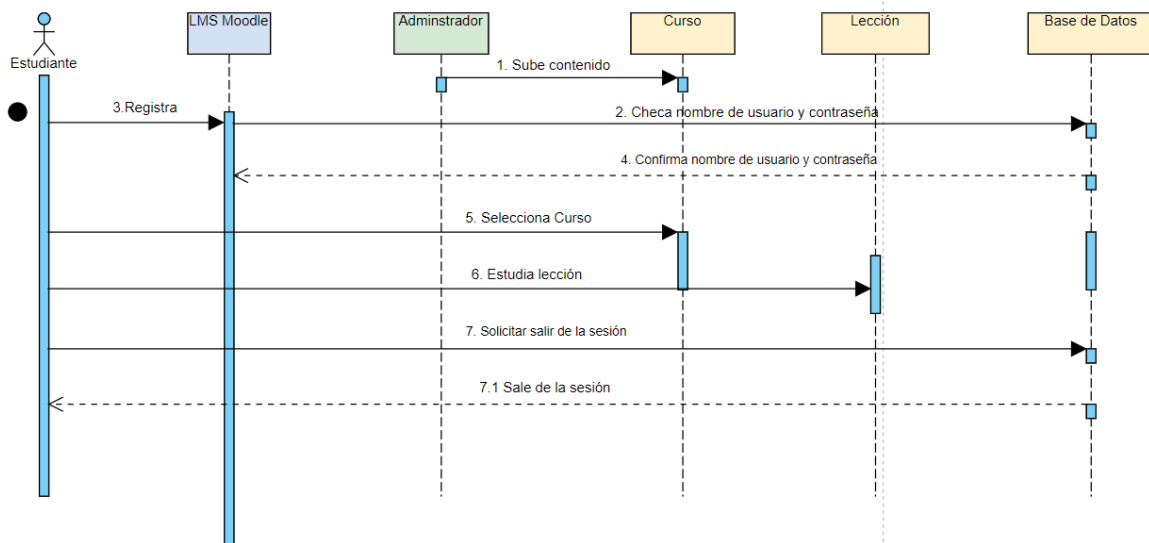 Estudiante
LMS Moodle
Adminstrador
Curso
Lección
Base de Datos
1. Sube contenido
3.Registra
2. Checa nombre de usuario y contraseña
4. Confirma nombre de usuario y contraseña
5. Selecciona Curso
6. Estudia lección
7. Solicitar salir de la sesión
7.1 Sale de la sesión